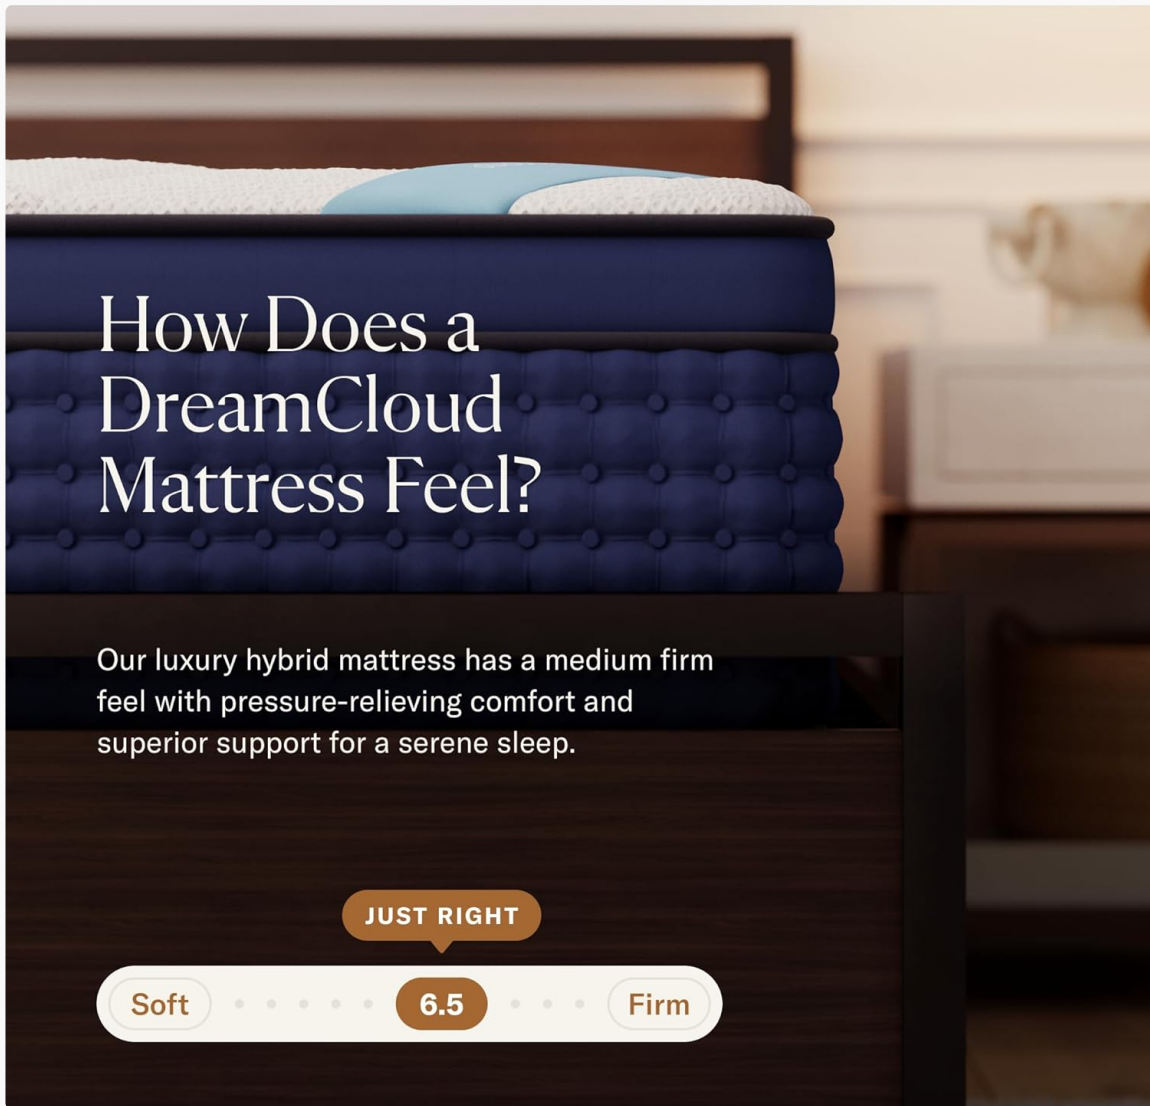 How Does a
DreamCloud
Mattress Feel?
Our luxury hybrid mattress has a medium firm
feel with pressure-relieving comfort and
superior support for a serene sleep.
JUST RIGHT
Soft 6.5 Firm